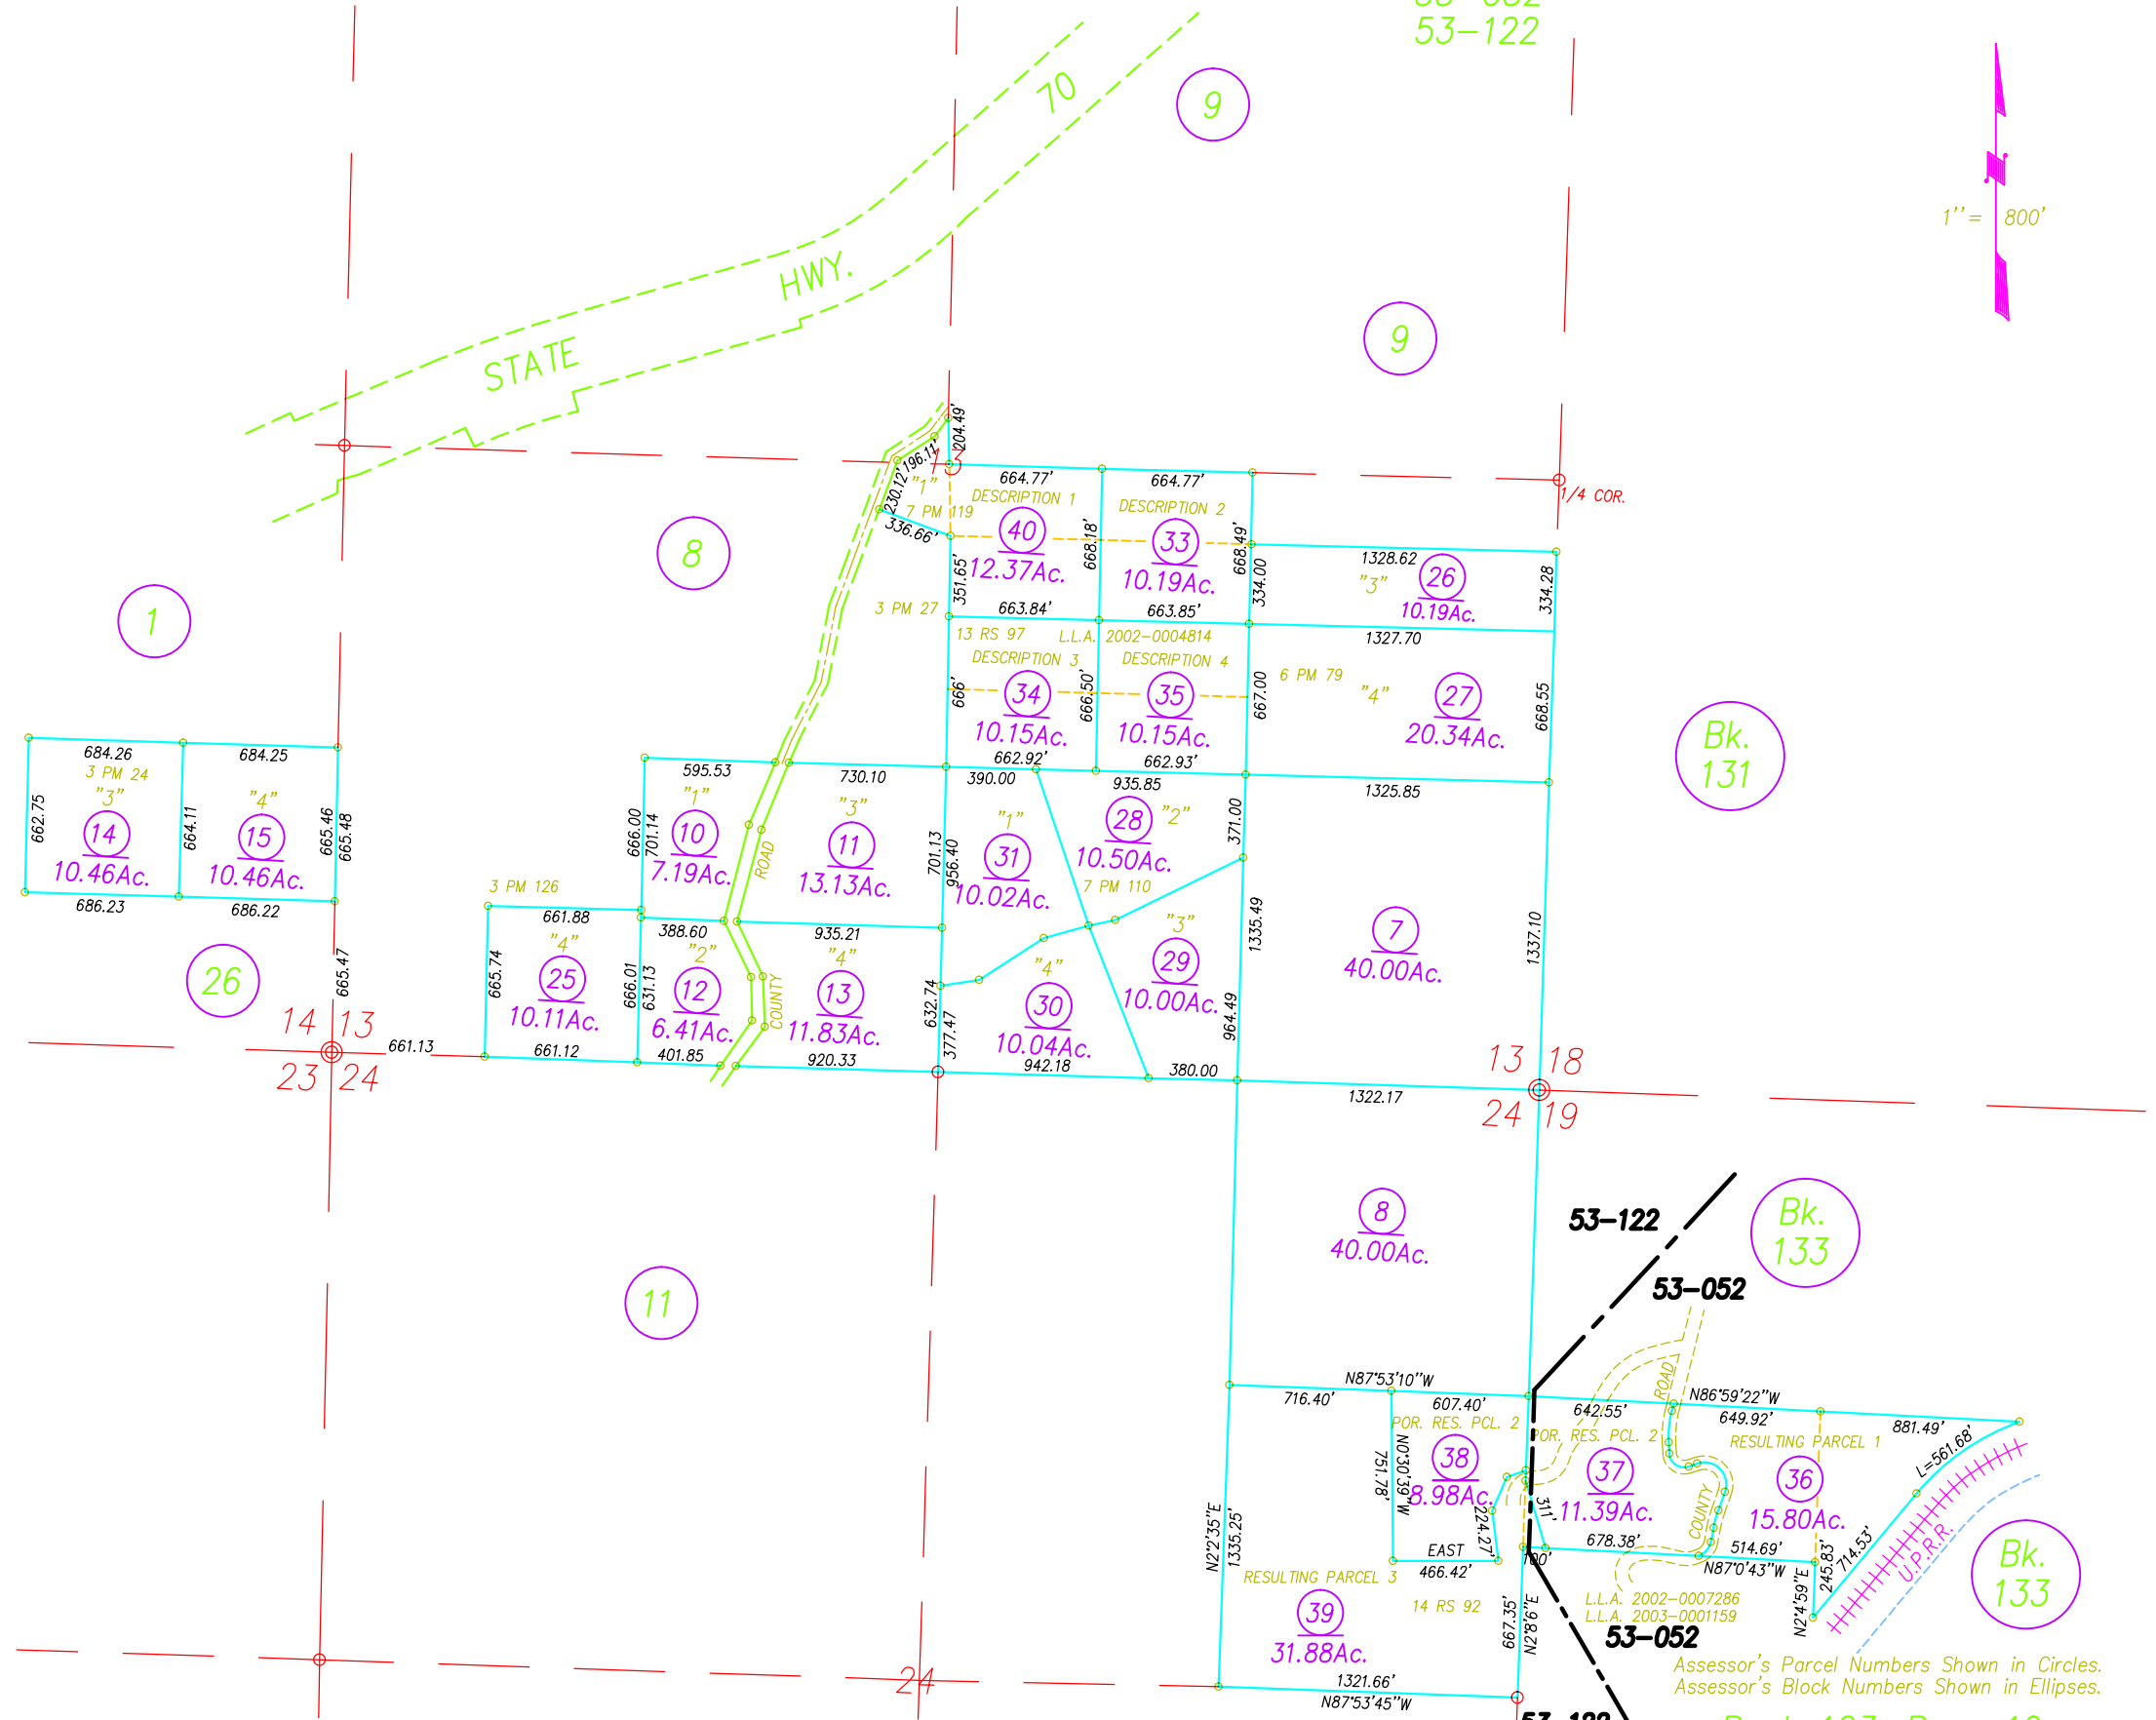 53-122
70
9
1''= 800'
HWY.
STATE
9
204.49'
196.11'
13
230.12'
"1"
7 PM 119
336.66'
664.77'
664.77'
1/4 COR.
DESCRIPTION 1
DESCRIPTION 2
40
12.37Ac.
668.18'
33
10.19Ac.
668.49'
8
351.65'
334.00
1328.62
"3"
26
10.19Ac.
334.28
1
3 PM 27
663.84'
663.85'
1327.70
13 RS 97
L.L.A. 2002-0004814
DESCRIPTION 3
DESCRIPTION 4
6 PM 79
666'
34
10.15Ac.
666.50'
35
10.15Ac.
667.00
"4"
27
20.34Ac.
668.55
Bk.
131
684.26
684.25
3 PM 24
"3"
"4"
662.75
14
10.46Ac.
664.11
15
10.46Ac.
665.46
665.48
595.53
730.10
662.92'
390.00
662.93'
935.85
1325.85
"1"
"3"
666.00
701.14
10
7.19Ac.
ROAD
11
13.13Ac.
701.13
956.40
"1"
31
10.02Ac.
28
"2"
10.50Ac.
371.00
7 PM 110
686.23
686.22
3 PM 126
661.88
388.60
935.21
"3"
1335.49
7
40.00Ac.
1337.10
26
665.47
665.74
"4"
25
10.11Ac.
666.01
631.13
"2"
12
6.41Ac.
COUNTY
"4"
13
11.83Ac.
632.74
377.47
"4"
30
10.04Ac.
29
10.00Ac.
964.49
14 13
23 24
661.13
661.12
401.85
920.33
942.18
380.00
1322.17
13 18
24 19
8
40.00Ac.
53-122
Bk.
133
53-052
11
N87°53'10"W
716.40'
607.40'
642.55'
N86°59'22"W
649.92'
881.49'
ROAD
POR. RES. PCL. 2
POR. RES. PCL. 2
RESULTING PARCEL 1
L=561.68'
N0°30'39"W
751.78'
38
8.98Ac.
37
11.39Ac.
36
15.80Ac.
224.27'
311'
COUNTY
N2°2'35"E
1335.25'
EAST
466.42'
100'
678.38'
514.69'
N87°0'43"W
245.83'
N2°4'59"E
714.53'
U.P.R.R.
Bk.
133
RESULTING PARCEL 3
39
31.88Ac.
14 RS 92
667.35'
N2°8'6"E
L.L.A. 2002-0007286
L.L.A. 2003-0001159
53-052
24
1321.66'
N87°53'45"W
Assessor's Parcel Numbers Shown in Circles.
Assessor's Block Numbers Shown in Ellipses.